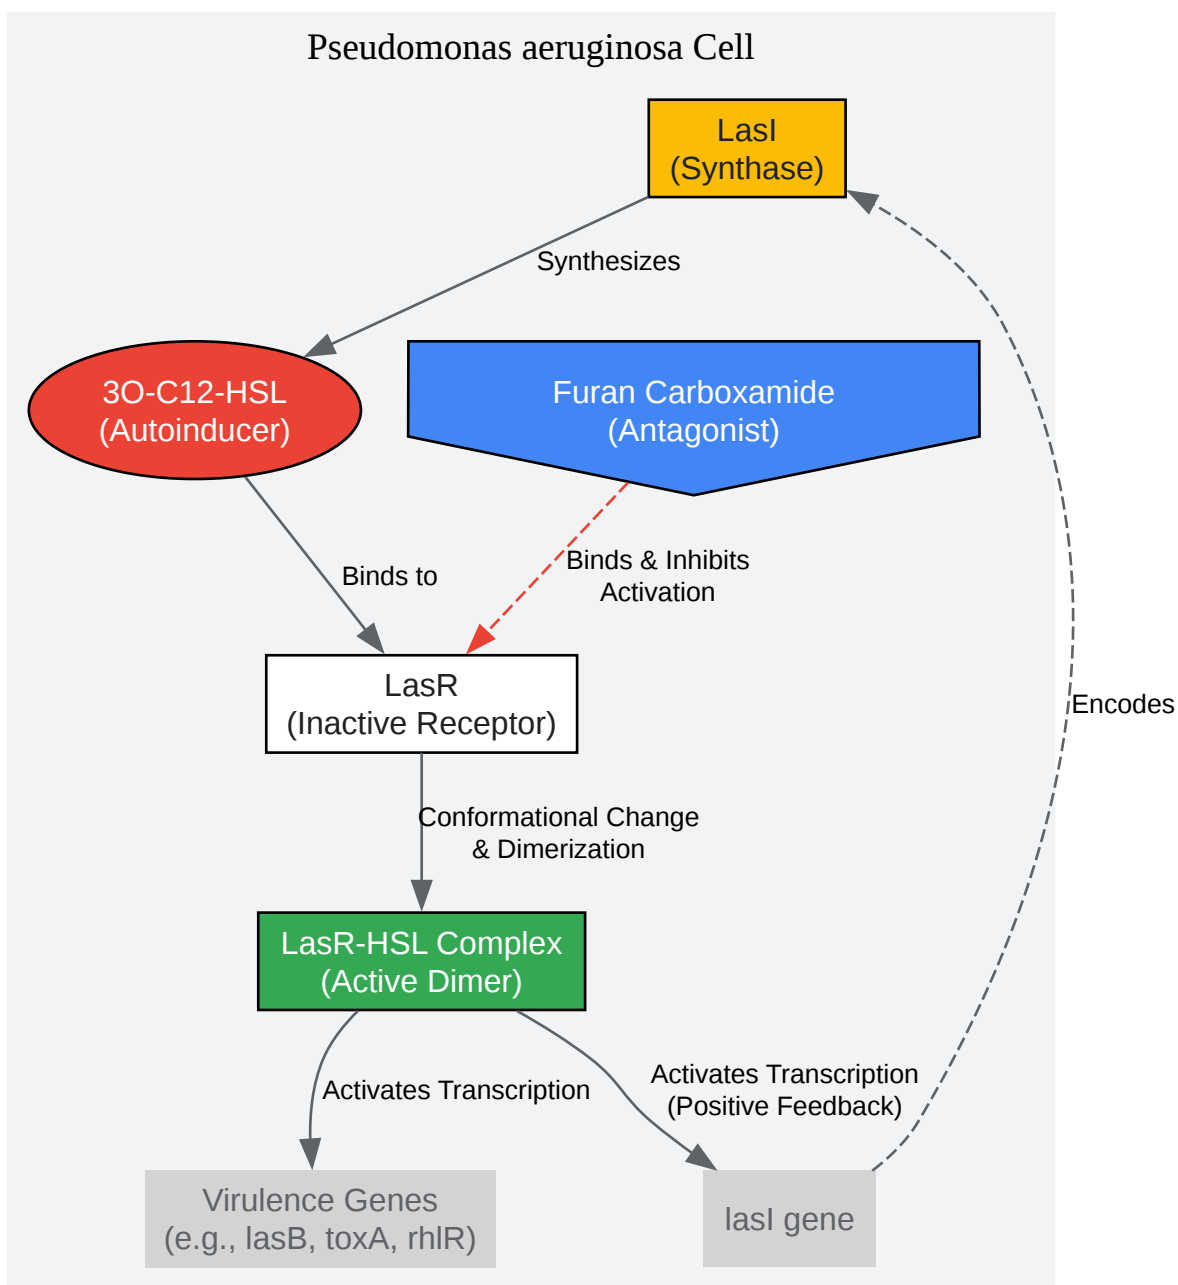 Pseudomonas aeruginosa Cell
LasI
(Synthase)
Synthesizes
3O-C12-HSL
(Autoinducer)
Furan Carboxamide
(Antagonist)
Binds to
Binds & Inhibits
Activation
LasR
(Inactive Receptor)
Encodes
Conformational Change
& Dimerization
LasR-HSL Complex
(Active Dimer)
Activates Transcription
Activates Transcription
(Positive Feedback)
Virulence Genes
(e.g., lasB, toxA, rhlR)
lasI gene